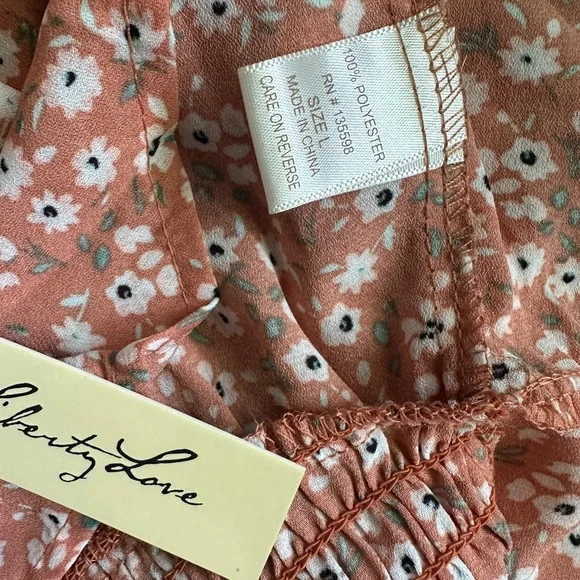 100% POLYESTER
RN # 135598
SIZE L
MADE IN CHINA
CARE ON REVERSE
Liberty Love